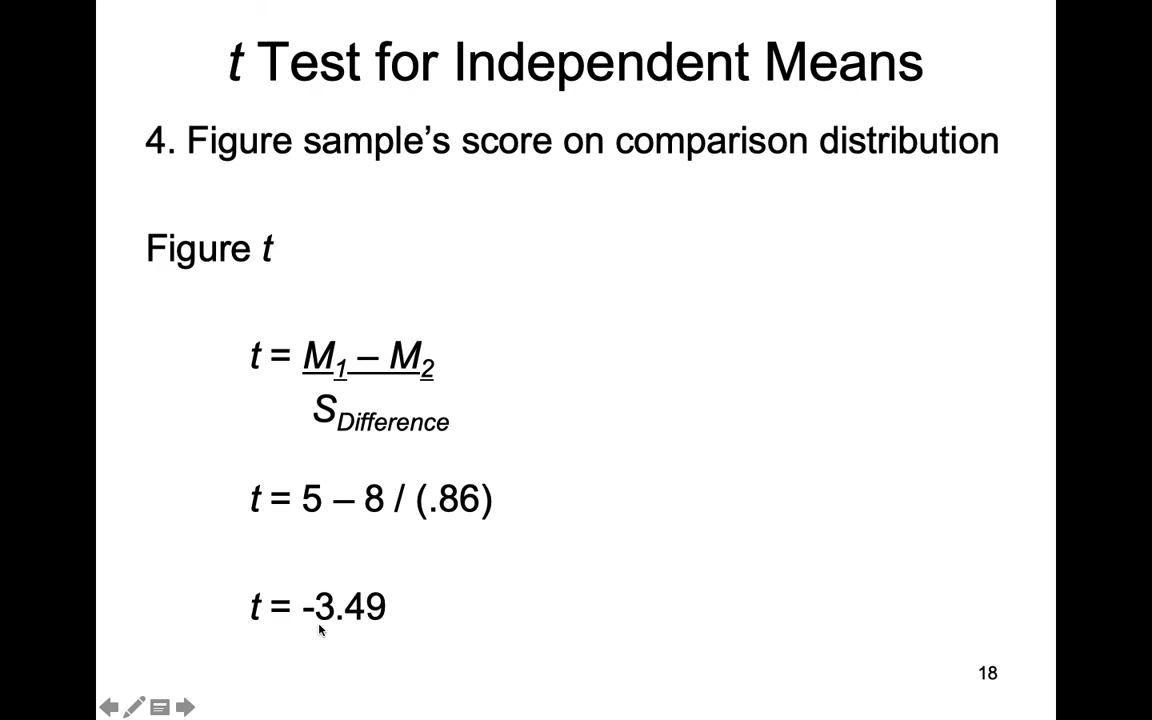 t Test for Independent Means
4. Figure sample’s score on comparison distribution
Figure t
t = M1 – M2
SDifference
t = 5 – 8 / (.86)
t = -3.49
18